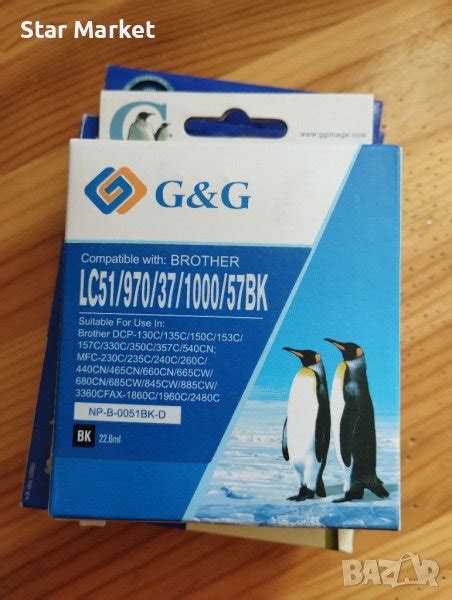 Star Market
www.ggimage.com
G&G
Compatible with: BROTHER
LC51/970/37/1000/57BK
Suitable For Use In:
Brother DCP-130C/135C/150C/153C/
157C/330C/350C/357C/540CN;
MFC-230C/235C/240C/260C/
440CN/465CN/660CN/665CW/
680CN/685CW/845CW/885CW/
3360CFAX-1860C/1960C/2480C
NP-B-0051BK-D
BK 22.6ml
BAZAR